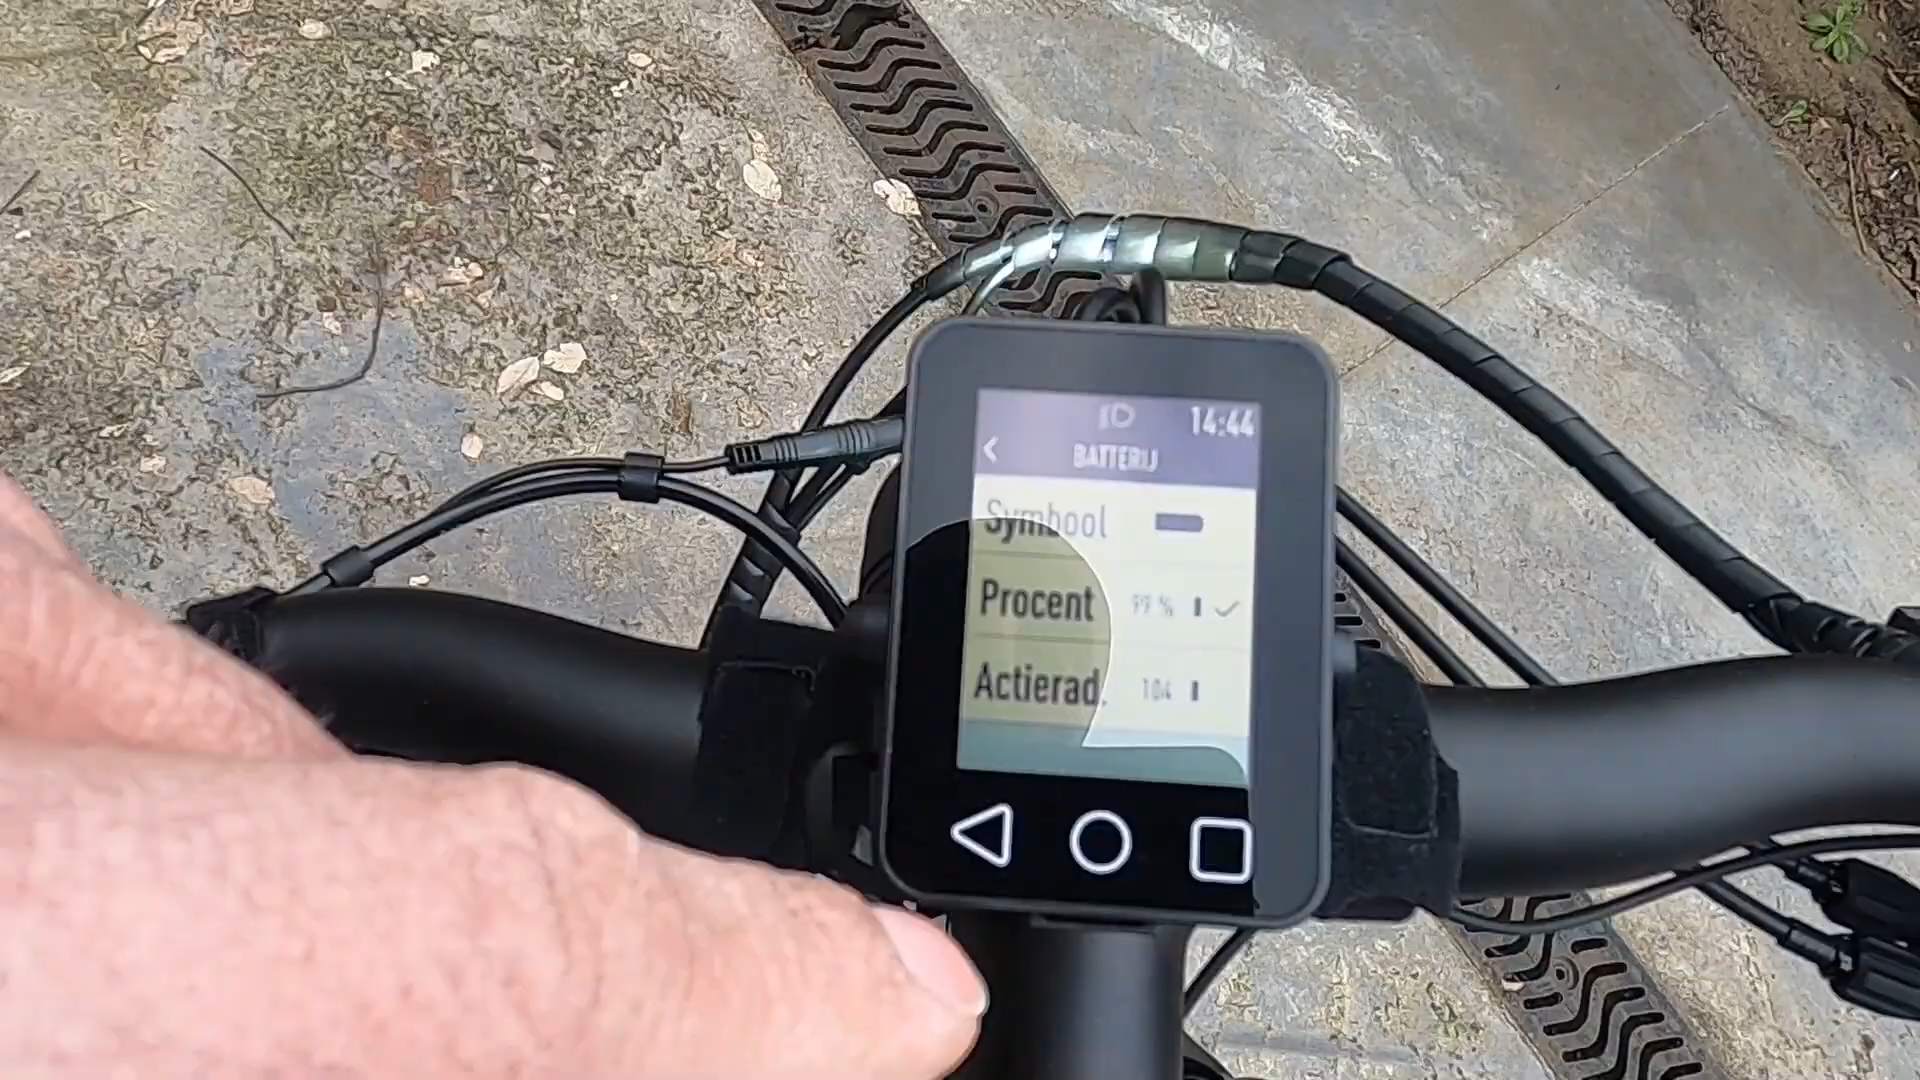 14:44
BATTERIJ
Symbool
Procent 99 %
Actierad. 104